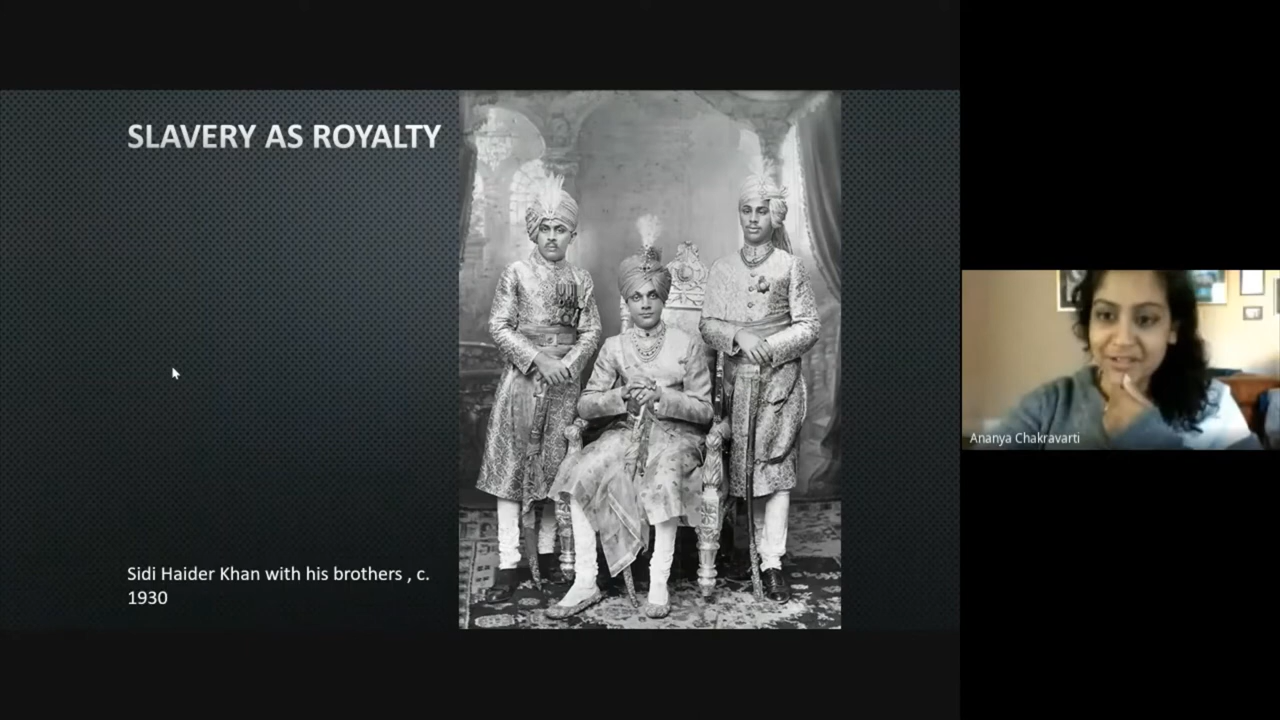 SLAVERY AS ROYALTY
Sidi Haider Khan with his brothers , c.
1930
Ananya Chakravarti